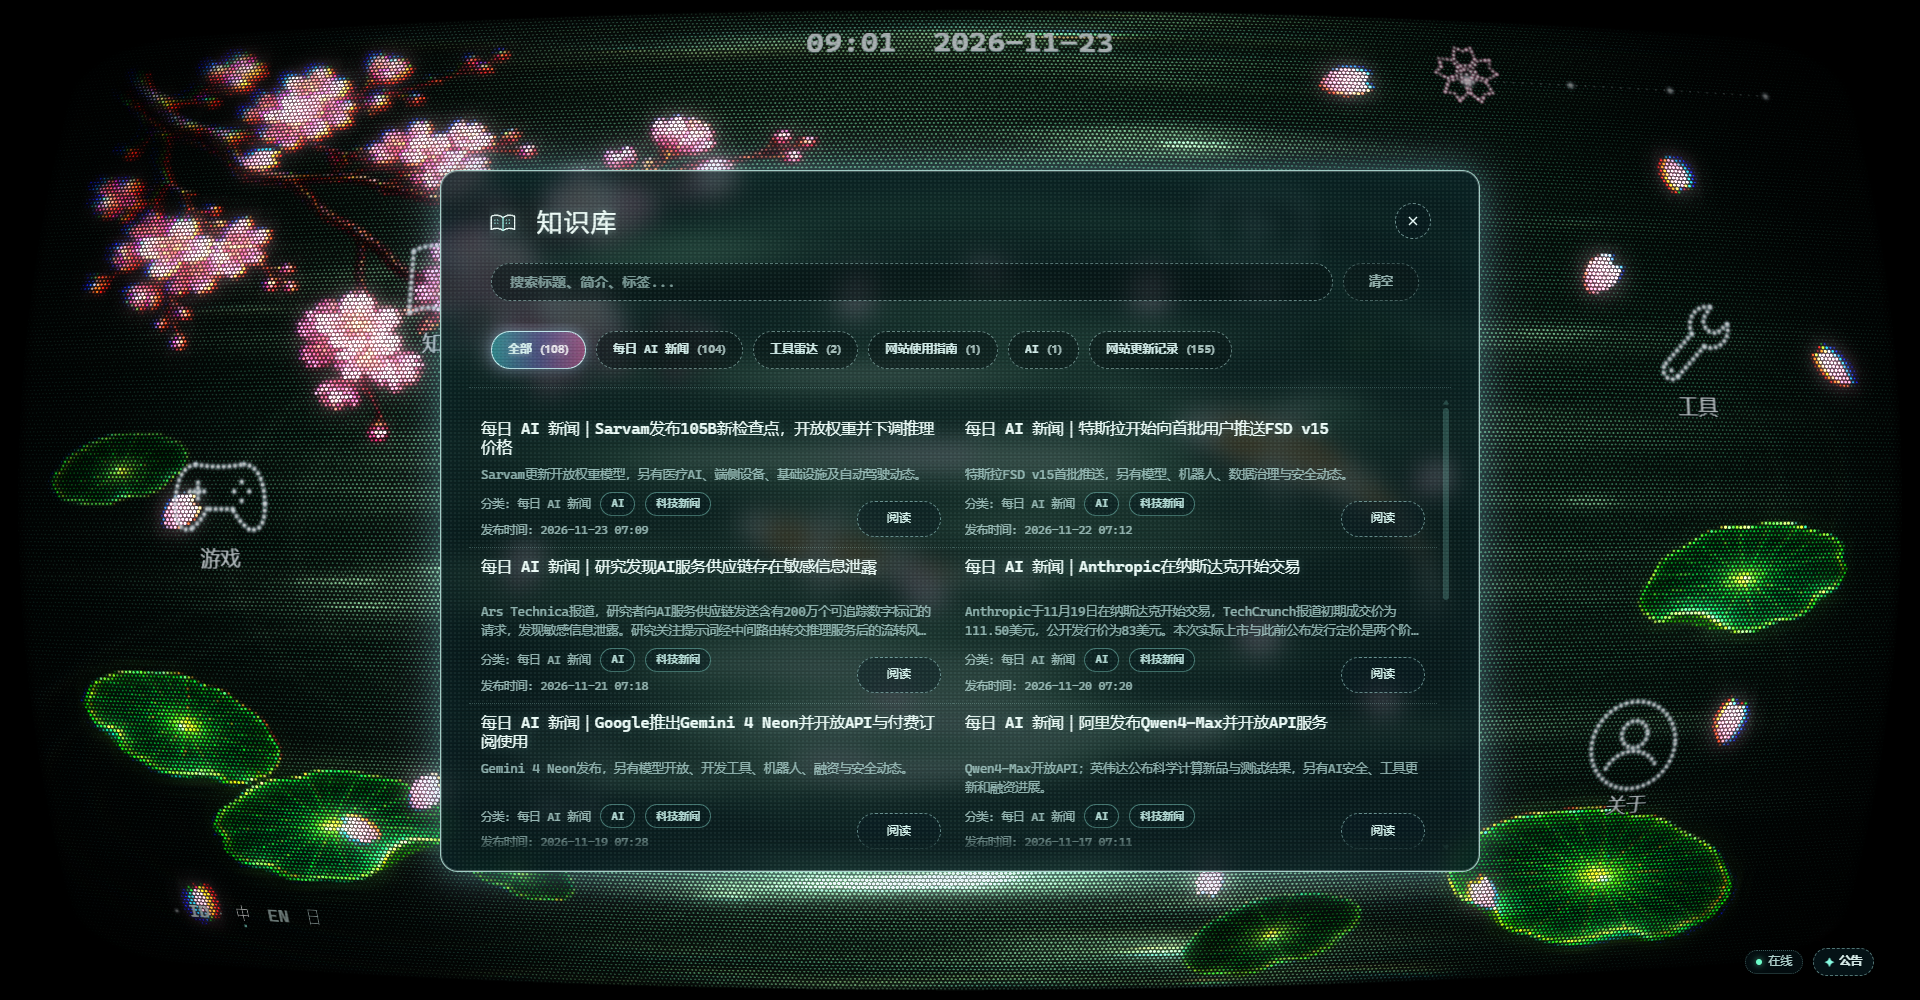 09:01 2026-11-23
知识库
×
搜索标题、简介、标签...
清空
全部 (108)
每日 AI 新闻 (104)
工具雷达 (2)
网站使用指南 (1)
AI (1)
网站更新记录 (155)
每日 AI 新闻 | Sarvam发布105B新检查点，开放权重并下调推理
价格
Sarvam更新开放权重模型，另有医疗AI、端侧设备、基础设施及自动驾驶动态。
分类: 每日 AI 新闻 AI 科技新闻
发布时间: 2026-11-23 07:09
阅读
每日 AI 新闻 | 特斯拉开始向首批用户推送FSD v15
特斯拉FSD v15首批推送，另有模型、机器人、数据治理与安全动态。
分类: 每日 AI 新闻 AI 科技新闻
发布时间: 2026-11-22 07:12
阅读
每日 AI 新闻 | 研究发现AI服务供应链存在敏感信息泄露
Ars Technica报道，研究者向AI服务供应链发送含有200万个可追踪数字标记的
请求，发现敏感信息泄露。研究关注提示词经中间路由转交推理服务后的流转风…
分类: 每日 AI 新闻 AI 科技新闻
发布时间: 2026-11-21 07:18
阅读
每日 AI 新闻 | Anthropic在纳斯达克开始交易
Anthropic于11月19日在纳斯达克开始交易，TechCrunch报道初期成交价为
111.50美元，公开发行价为83美元。本次实际上市与此前公布发行定价是两个阶…
分类: 每日 AI 新闻 AI 科技新闻
发布时间: 2026-11-20 07:20
阅读
每日 AI 新闻 | Google推出Gemini 4 Neon并开放API与付费订
阅使用
Gemini 4 Neon发布，另有模型开放、开发工具、机器人、融资与安全动态。
分类: 每日 AI 新闻 AI 科技新闻
发布时间: 2026-11-19 07:28
阅读
每日 AI 新闻 | 阿里发布Qwen4-Max并开放API服务
Qwen4-Max开放API；英伟达公布科学计算新品与测试结果，另有AI安全、工具更
新和融资进展。
分类: 每日 AI 新闻 AI 科技新闻
发布时间: 2026-11-17 07:11
阅读
知
游戏
工具
关于
中 EN 日
在线
公告